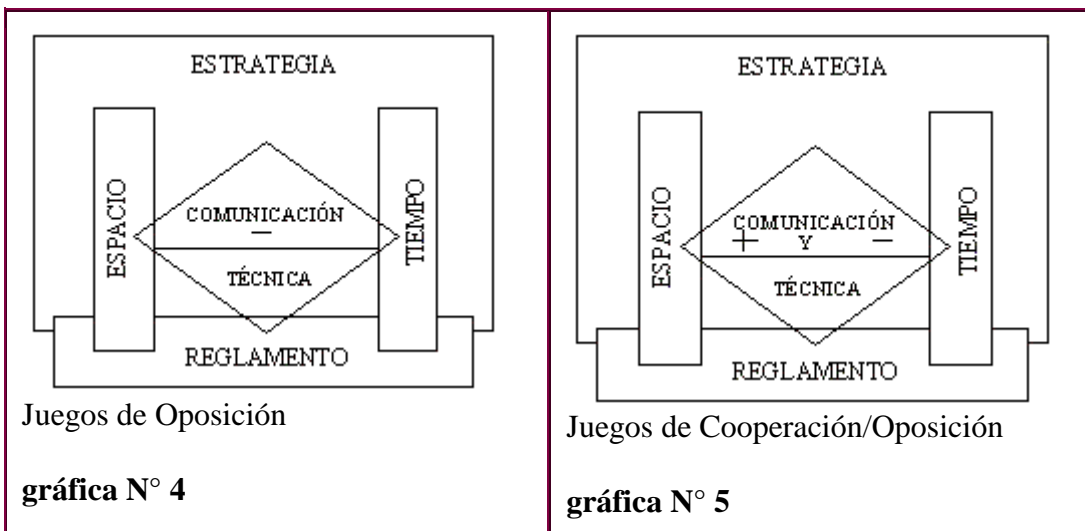 ESTRATEGIA
ESPACIO
COMUNICACIÓN
−
TÉCNICA
TIEMPO
REGLAMENTO
Juegos de Oposición
gráfica N° 4
ESTRATEGIA
ESPACIO
COMUNICACIÓN
+ Y −
TÉCNICA
TIEMPO
REGLAMENTO
Juegos de Cooperación/Oposición
gráfica N° 5